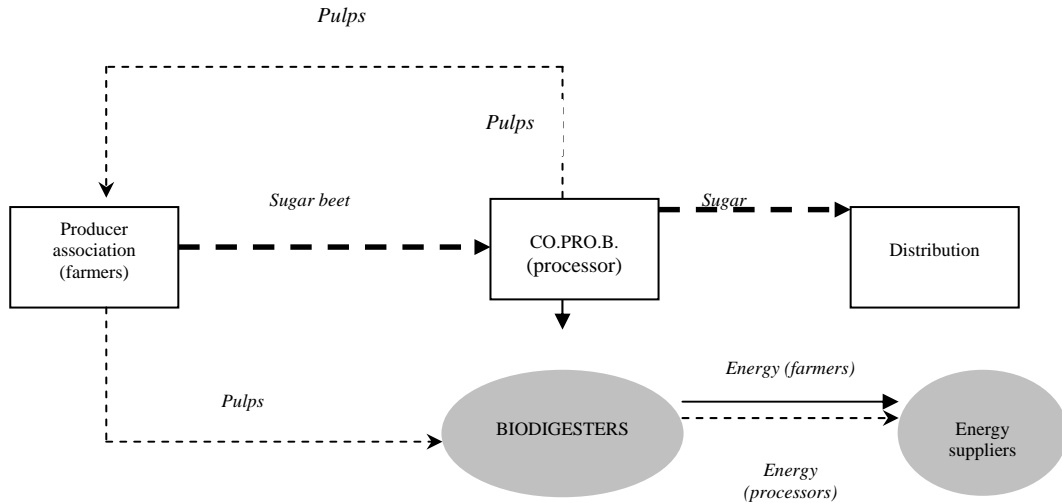 Pulps
Pulps
Sugar beet
Sugar
Producer
association
(farmers)
CO.PRO.B.
(processor)
Distribution
Energy (farmers)
Pulps
BIODIGESTERS
Energy
suppliers
Energy
(processors)